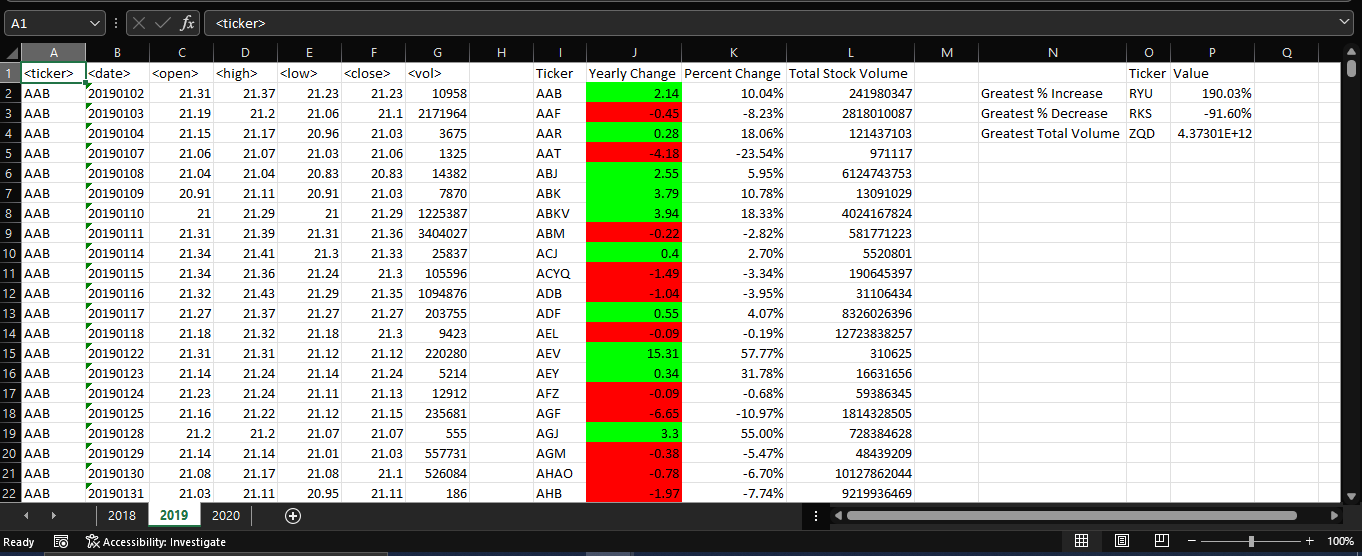 A1 fx <ticker>
A B C D E F G H I J K L M N O P Q
1 <ticker> <date> <open> <high> <low> <close> <vol> Ticker Yearly Change Percent Change Total Stock Volume Ticker Value
2 AAB 20190102 21.31 21.37 21.23 21.23 10958 AAB 2.14 10.04% 241980347 Greatest % Increase RYU 190.03%
3 AAB 20190103 21.19 21.2 21.06 21.1 2171964 AAF -0.45 -8.23% 2818010087 Greatest % Decrease RKS -91.60%
4 AAB 20190104 21.15 21.17 20.96 21.03 3675 AAR 0.28 18.06% 121437103 Greatest Total Volume ZQD 4.37301E+12
5 AAB 20190107 21.06 21.07 21.03 21.06 1325 AAT -4.18 -23.54% 971117
6 AAB 20190108 21.04 21.04 20.83 20.83 14382 ABJ 2.55 5.95% 6124743753
7 AAB 20190109 20.91 21.11 20.91 21.03 7870 ABK 3.79 10.78% 13091029
8 AAB 20190110 21 21.29 21 21.29 1225387 ABKV 3.94 18.33% 4024167824
9 AAB 20190111 21.31 21.39 21.31 21.36 3404027 ABM -0.22 -2.82% 581771223
10 AAB 20190114 21.34 21.41 21.3 21.33 25837 ACJ 0.4 2.70% 5520801
11 AAB 20190115 21.34 21.36 21.24 21.3 105596 ACYQ -1.49 -3.34% 190645397
12 AAB 20190116 21.32 21.43 21.29 21.35 1094876 ADB -1.04 -3.95% 31106434
13 AAB 20190117 21.27 21.37 21.27 21.27 203755 ADF 0.55 4.07% 8326026396
14 AAB 20190118 21.18 21.32 21.18 21.3 9423 AEL -0.09 -0.19% 12723838257
15 AAB 20190122 21.31 21.31 21.12 21.12 220280 AEV 15.31 57.77% 310625
16 AAB 20190123 21.14 21.24 21.14 21.24 5214 AEY 0.34 31.78% 16631656
17 AAB 20190124 21.23 21.24 21.11 21.13 12912 AFZ -0.09 -0.68% 59386345
18 AAB 20190125 21.16 21.22 21.12 21.15 235681 AGF -6.65 -10.97% 1814328505
19 AAB 20190128 21.2 21.2 21.07 21.07 555 AGJ 3.3 55.00% 728384628
20 AAB 20190129 21.14 21.14 21.01 21.03 557731 AGM -0.38 -5.47% 48439209
21 AAB 20190130 21.08 21.17 21.08 21.1 526084 AHAO -0.78 -6.70% 10127862044
22 AAB 20190131 21.03 21.11 20.95 21.11 186 AHB -1.97 -7.74% 9219936469
2018 2019 2020
Ready Accessibility: Investigate 100%